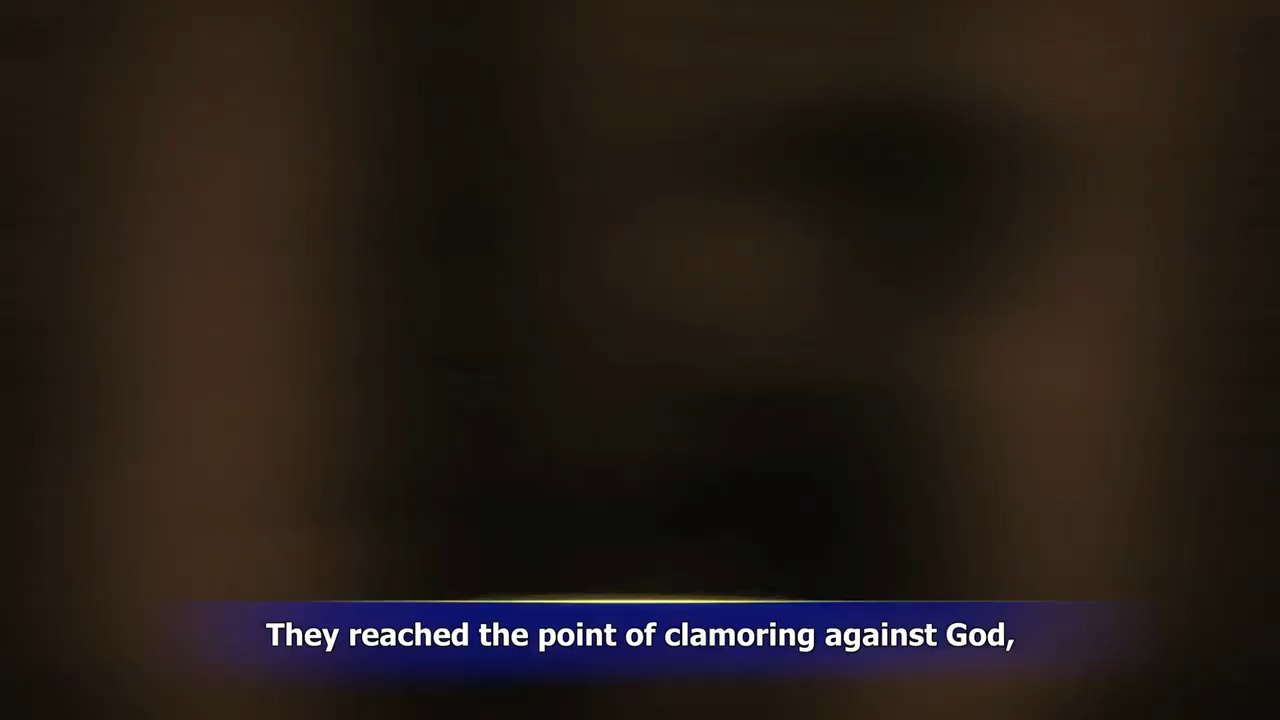 They reached the point of clamoring against God,